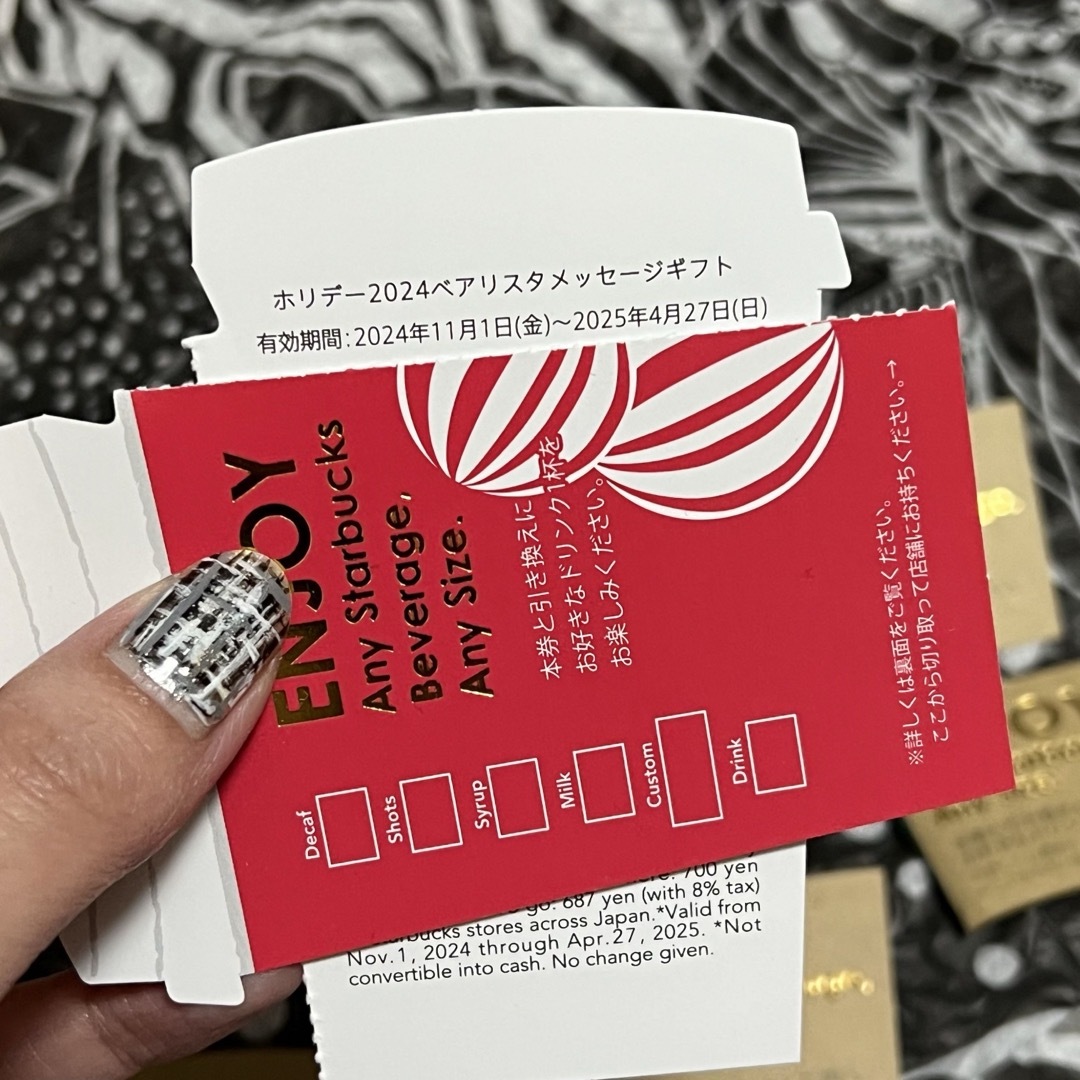 ホリデー2024ベアリスタメッセージギフト
有効期間:2024年11月1日(金)〜2025年4月27日(日)
ENJOY
Any Starbucks
Beverage,
Any Size.
本券と引き換えに
お好きなドリンク1杯を
お楽しみください。
Decaf
Shots
Syrup
Milk
Custom
Drink
※詳しくは裏面をご覧ください。
ここから切り取って店舗にお持ちください。→
700 yen
go: 687 yen (with 8% tax)
stores across Japan.*Valid from
Nov.1, 2024 through Apr.27, 2025. *Not
convertible into cash. No change given.